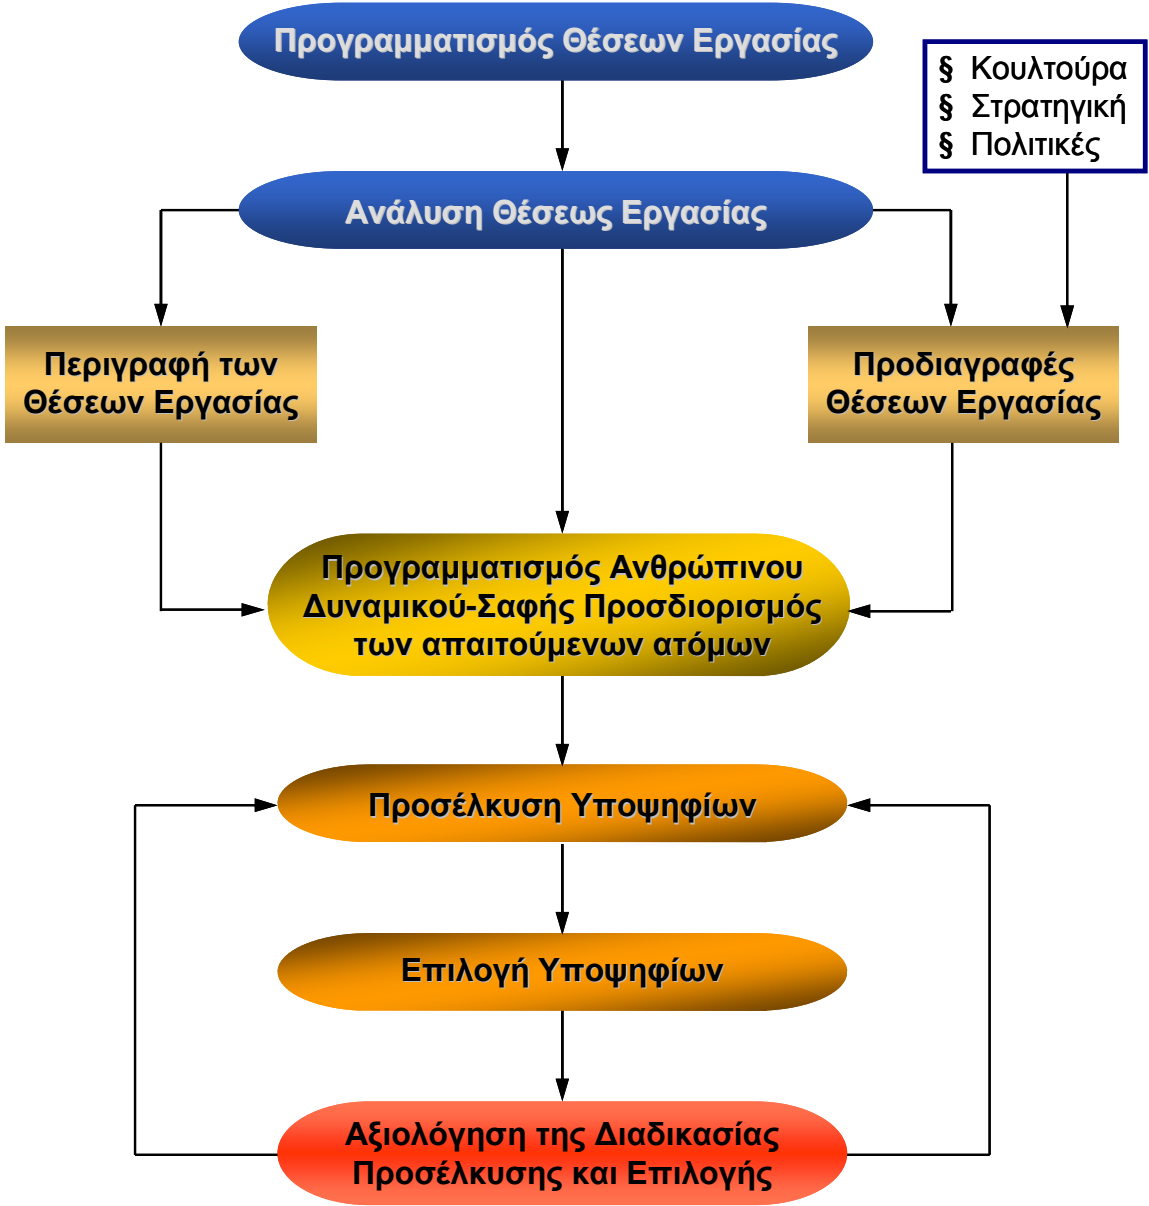 Προγραμματισμός Θέσεων Εργασίας
§ Κουλτούρα
§ Στρατηγική
§ Πολιτικές
Ανάλυση Θέσεως Εργασίας
Περιγραφή των
Θέσεων Εργασίας
Προδιαγραφές
Θέσεων Εργασίας
Προγραμματισμός Ανθρώπινου
Δυναμικού-Σαφής Προσδιορισμός
των απαιτούμενων ατόμων
Προσέλκυση Υποψηφίων
Επιλογή Υποψηφίων
Αξιολόγηση της Διαδικασίας
Προσέλκυσης και Επιλογής